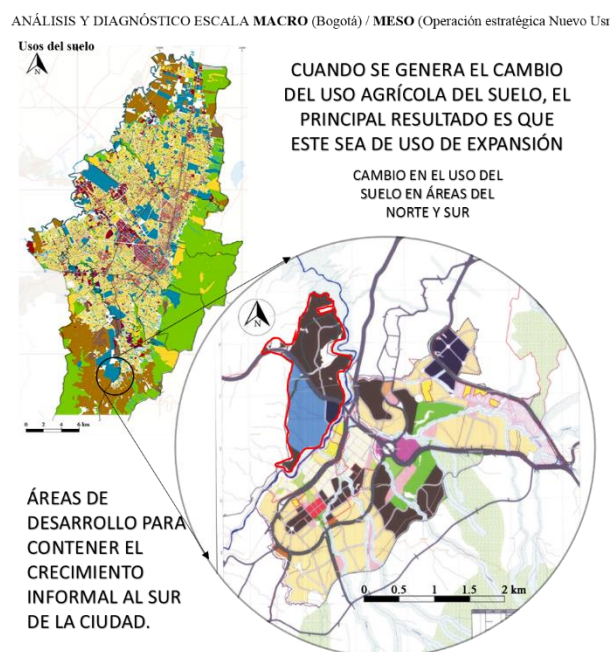 ANÁLISIS Y DIAGNÓSTICO ESCALA MACRO (Bogotá) / MESO (Operación estratégica Nuevo Usm
Usos del suelo
N
CUANDO SE GENERA EL CAMBIO
DEL USO AGRÍCOLA DEL SUELO, EL
PRINCIPAL RESULTADO ES QUE
ESTE SEA DE USO DE EXPANSIÓN
CAMBIO EN EL USO DEL
SUELO EN ÁREAS DEL
NORTE Y SUR
N
0 2 4 6 km
ÁREAS DE
DESARROLLO PARA
CONTENER EL
CRECIMIENTO
INFORMAL AL SUR
DE LA CIUDAD.
0 0.5 1 1.5 2 km